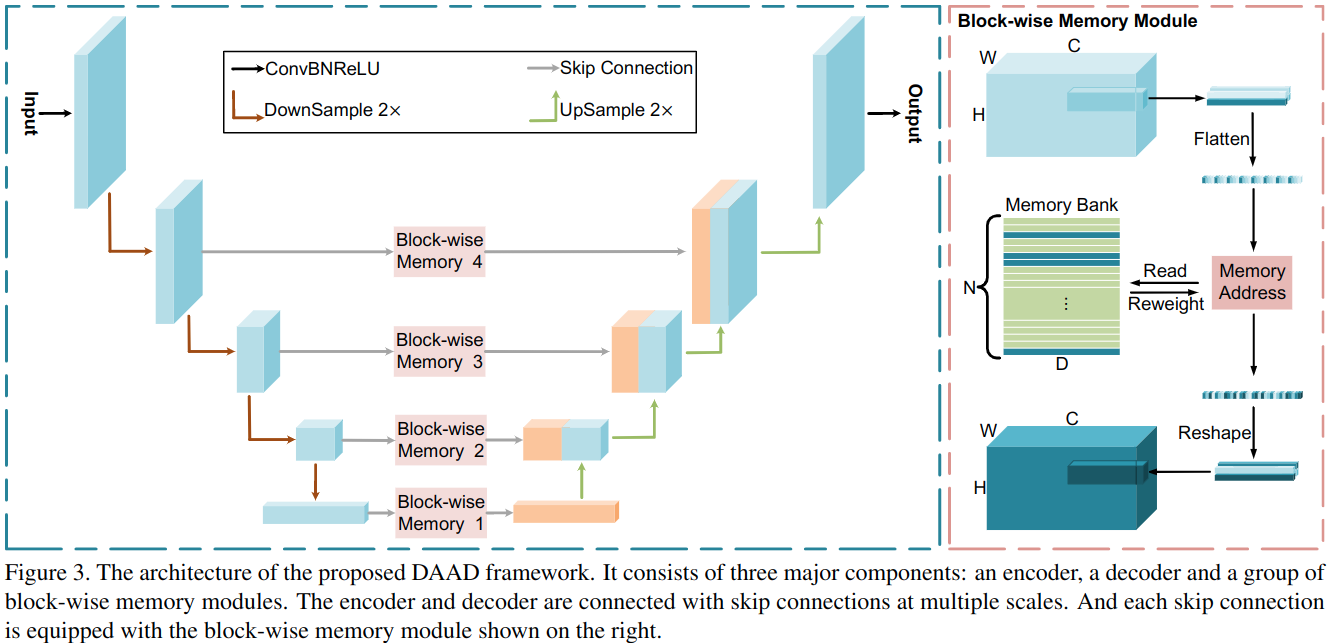 Input
ConvBNReLU
Skip Connection
DownSample 2×
UpSample 2×
Output
Block-wise
Memory 4
Block-wise
Memory 3
Block-wise
Memory 2
Block-wise
Memory 1
Block-wise Memory Module
C
W
H
Flatten
Memory Bank
N
⋮
D
Read
Reweight
Memory
Address
C
W
H
Reshape
Figure 3. The architecture of the proposed DAAD framework. It consists of three major components: an encoder, a decoder and a group of
block-wise memory modules. The encoder and decoder are connected with skip connections at multiple scales. And each skip connection
is equipped with the block-wise memory module shown on the right.